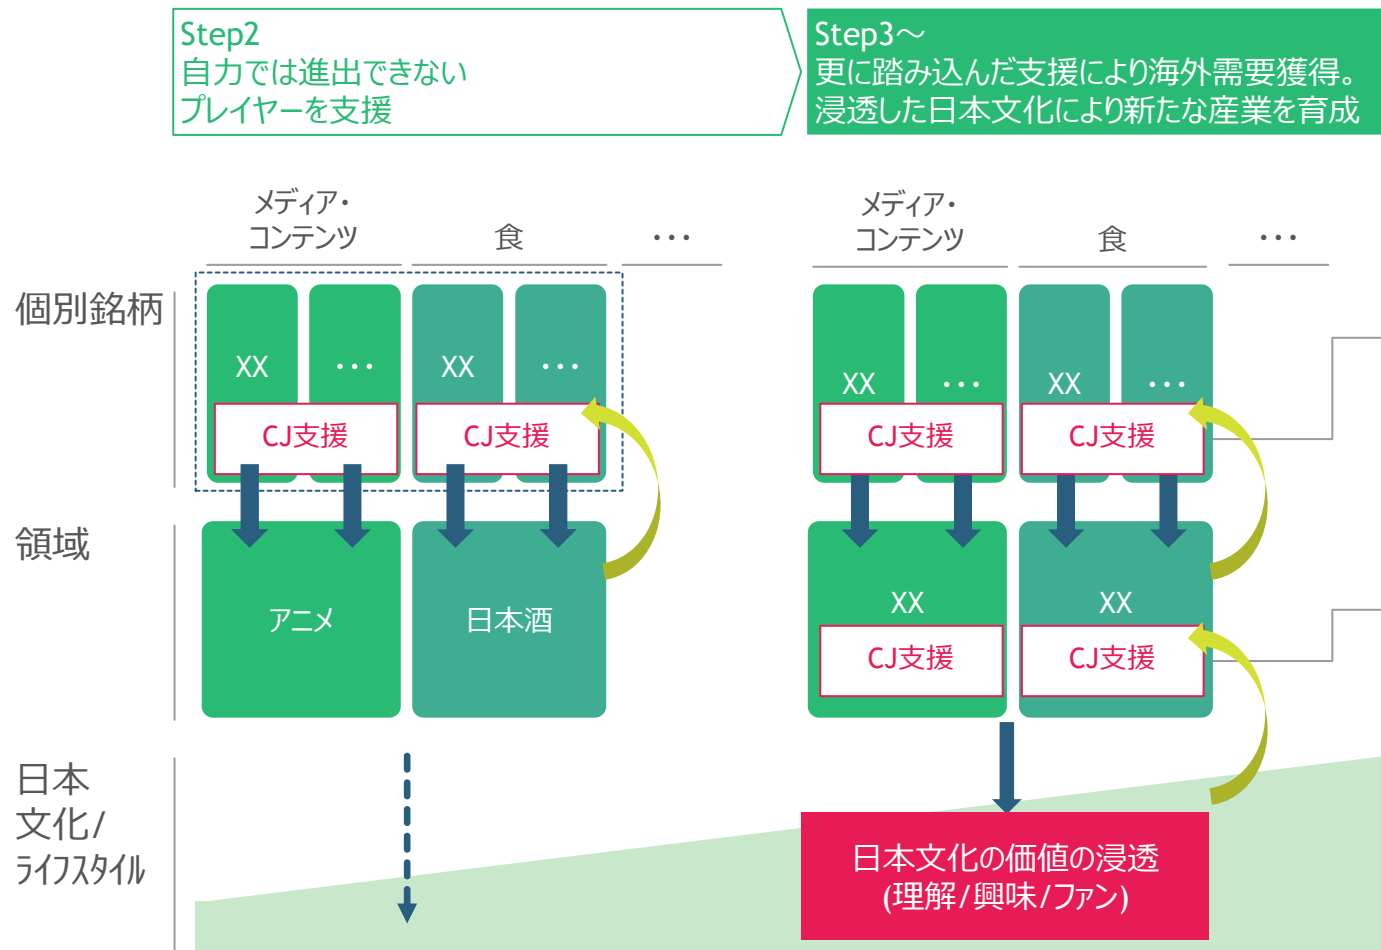 Step2
自力では進出できない
プレイヤーを支援
Step3～
更に踏み込んだ支援により海外需要獲得。
浸透した日本文化により新たな産業を育成
メディア・
コンテンツ
食
・・・
メディア・
コンテンツ
食
・・・
個別銘柄
XX
・・・
XX
・・・
CJ支援
CJ支援
XX
・・・
XX
・・・
CJ支援
CJ支援
領域
アニメ
日本酒
XX
XX
CJ支援
CJ支援
日本
文化/
ライフスタイル
日本文化の価値の浸透
(理解/興味/ファン)